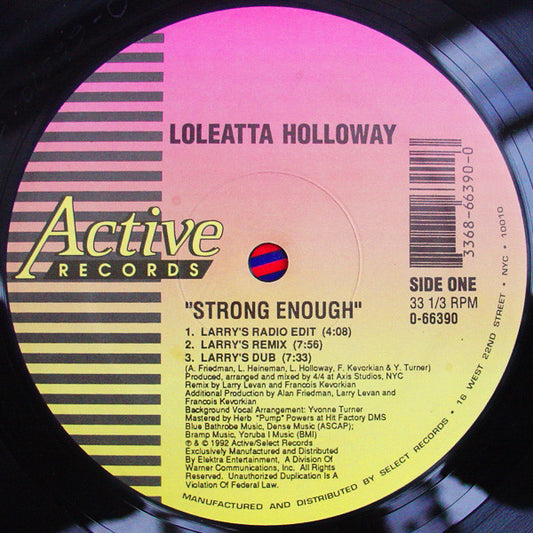 LOLEATTA HOLLOWAY
3368-66390-0
Active
RECORDS
SIDE ONE
33 1/3 RPM
0-66390
"STRONG ENOUGH"
1. LARRY'S RADIO EDIT (4:08)
2. LARRY'S REMIX (7:56)
3. LARRY'S DUB (7:33)
(A. Friedman, L. Heineman, L. Holloway, F. Kevorkian & Y. Turner)
Produced, arranged and mixed by 4/4 at Axis Studios, NYC
Remix by Larry Levan and Francois Kevorkian
Additional Production by Alan Friedman, Larry Levan and
Francois Kevorkian
Background Vocal Arrangement: Yvonne Turner
Mastered by Herb "Pump" Powers at Hit Factory DMS
Blue Bathrobe Music, Dense Music (ASCAP);
Bramp Music, Yoruba I Music (BMI)
℗ & © 1992 Active/Select Records
Exclusively Manufactured and Distributed
By Elektra Entertainment, A Division Of
Warner Communications, Inc. All Rights
Reserved. Unauthorized Duplication Is A
Violation Of Federal Law.
MANUFACTURED AND DISTRIBUTED BY SELECT RECORDS • 16 WEST 22ND STREET • NYC • 10010